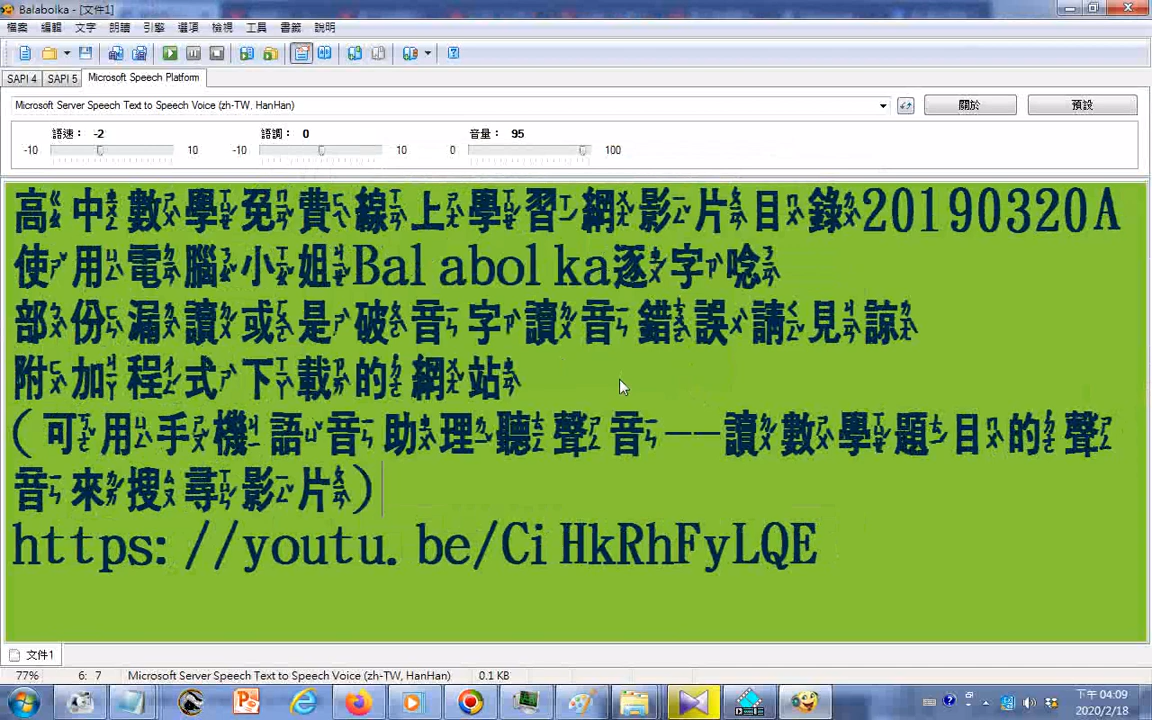 Balabolka - [文件1]
檔案 編輯 文字 朗讀 引擎 選項 檢視 工具 書籤 說明
SAPI 4 SAPI 5 Microsoft Speech Platform
Microsoft Server Speech Text to Speech Voice (zh-TW, HanHan) 關於 預設
語速： -2 語調： 0 音量： 95
-10 10 -10 10 0 100
高中數學免費線上學習網影片目錄20190320A
使用電腦小姐Balabolka逐字唸
部份漏讀或是破音字讀音錯誤請見諒
附加程式下載的網站
(可用手機語音助理聽聲音——讀數學題目的聲
音來搜尋影片)
https://youtu.be/CiHkRhFyLQE
文件1
77% 6: 7 Microsoft Server Speech Text to Speech Voice (zh-TW, HanHan) 0.1 KB
下午 04:09
2020/2/18